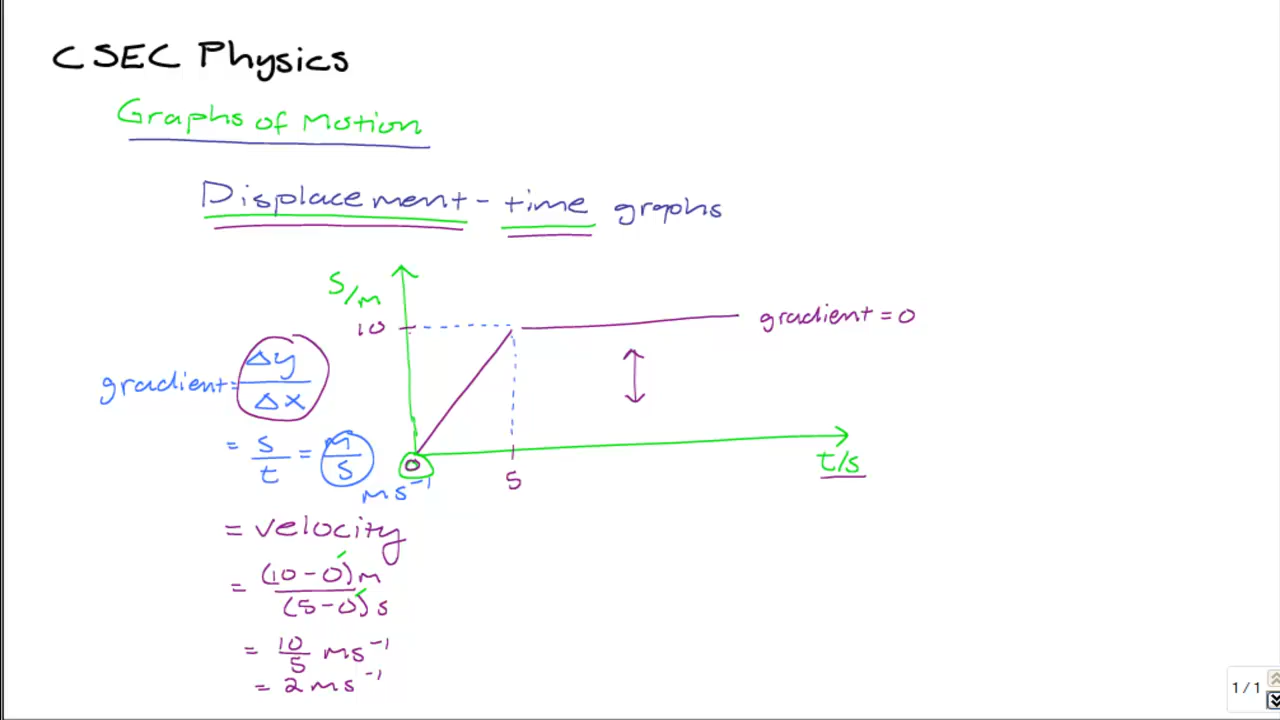 CSEC Physics
Graphs of Motion
Displacement - time graphs
S/m
10
gradient = 0
gradient = Δy/Δx
= s/t = m/s
ms⁻¹
0
5
t/s
= velocity
= (10 - 0) m / (5 - 0) s
= 10/5 ms⁻¹
= 2 ms⁻¹
1 / 1